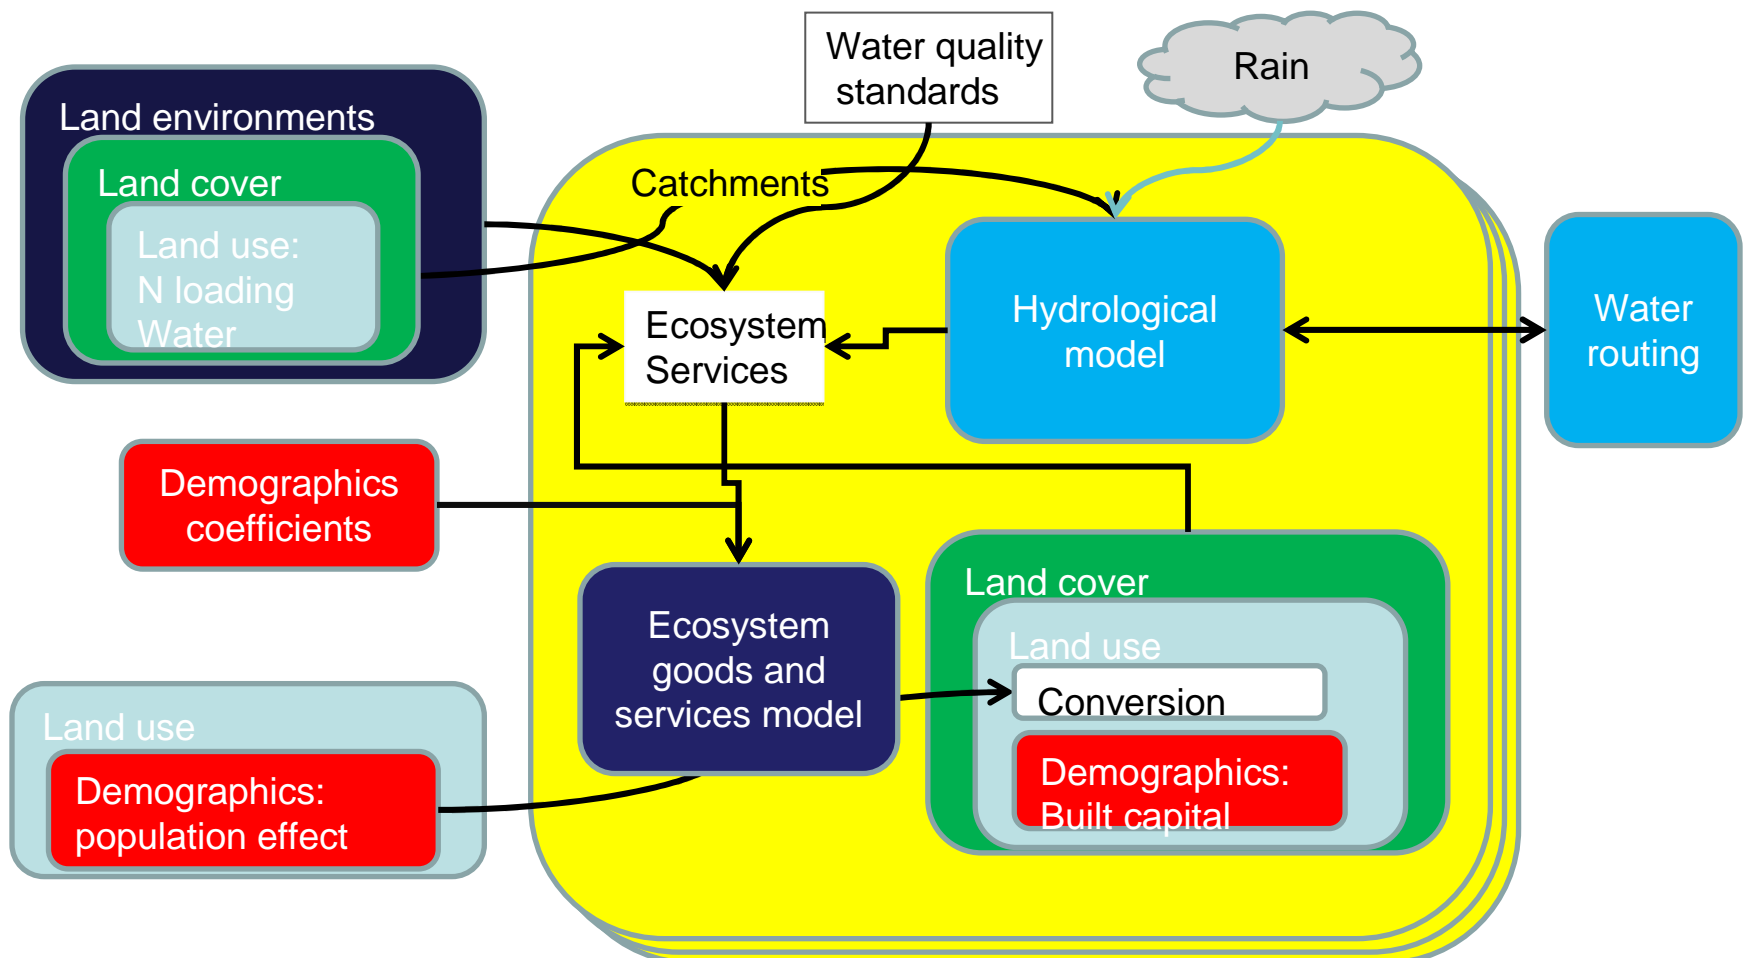 Water quality
standards
Rain
Land environments
Land cover
Land use:
N loading
Water
Catchments
Ecosystem
Services
Hydrological
model
Water
routing
Demographics
coefficients
Ecosystem
goods and
services model
Land cover
Land use
Conversion
Demographics:
Built capital
Land use
Demographics:
population effect